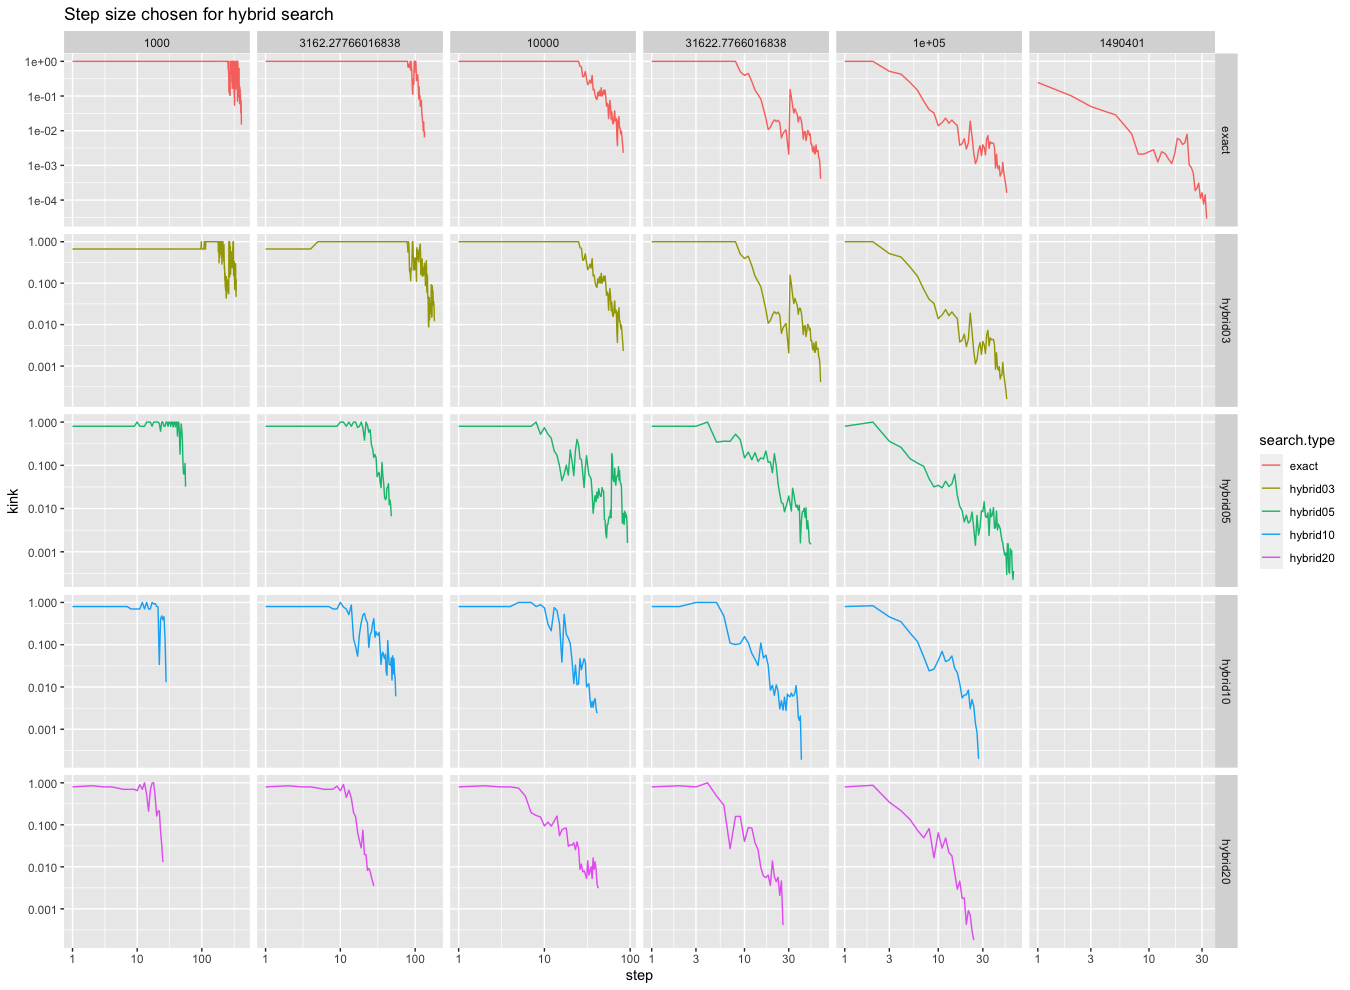 Step size chosen for hybrid search
1000
3162.27766016838
10000
31622.7766016838
1e+05
1490401
1e+00
1e-01
1e-02
1e-03
1e-04
exact
1.000
0.100
0.010
0.001
hybrid03
1.000
0.100
0.010
0.001
hybrid05
1.000
0.100
0.010
0.001
hybrid10
1.000
0.100
0.010
0.001
hybrid20
kink
1 10 100
1 10 100
1 10 100
1 3 10 30
1 3 10 30
1 3 10 30
step
search.type
exact
hybrid03
hybrid05
hybrid10
hybrid20